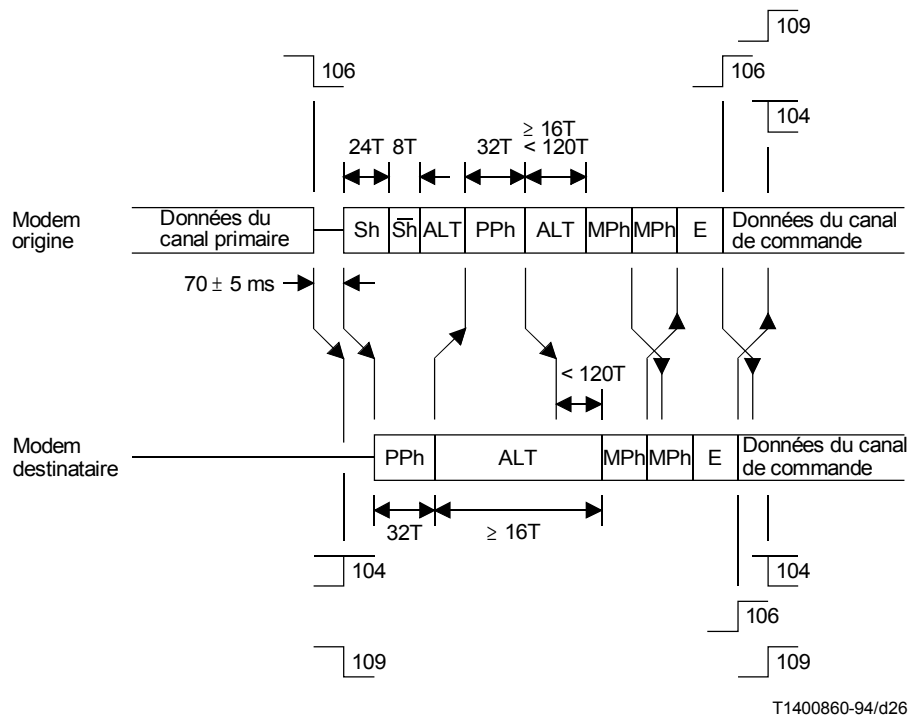 109
106
106
104
≥ 16T
24T 8T 32T < 120T
Modem origine
Données du canal primaire
Sh
S̅h̅
ALT
PPh
ALT
MPh
MPh
E
Données du canal de commande
70 ± 5 ms
< 120T
Modem destinataire
PPh
ALT
MPh
MPh
E
Données du canal de commande
32T
≥ 16T
104
104
106
109
109
T1400860-94/d26